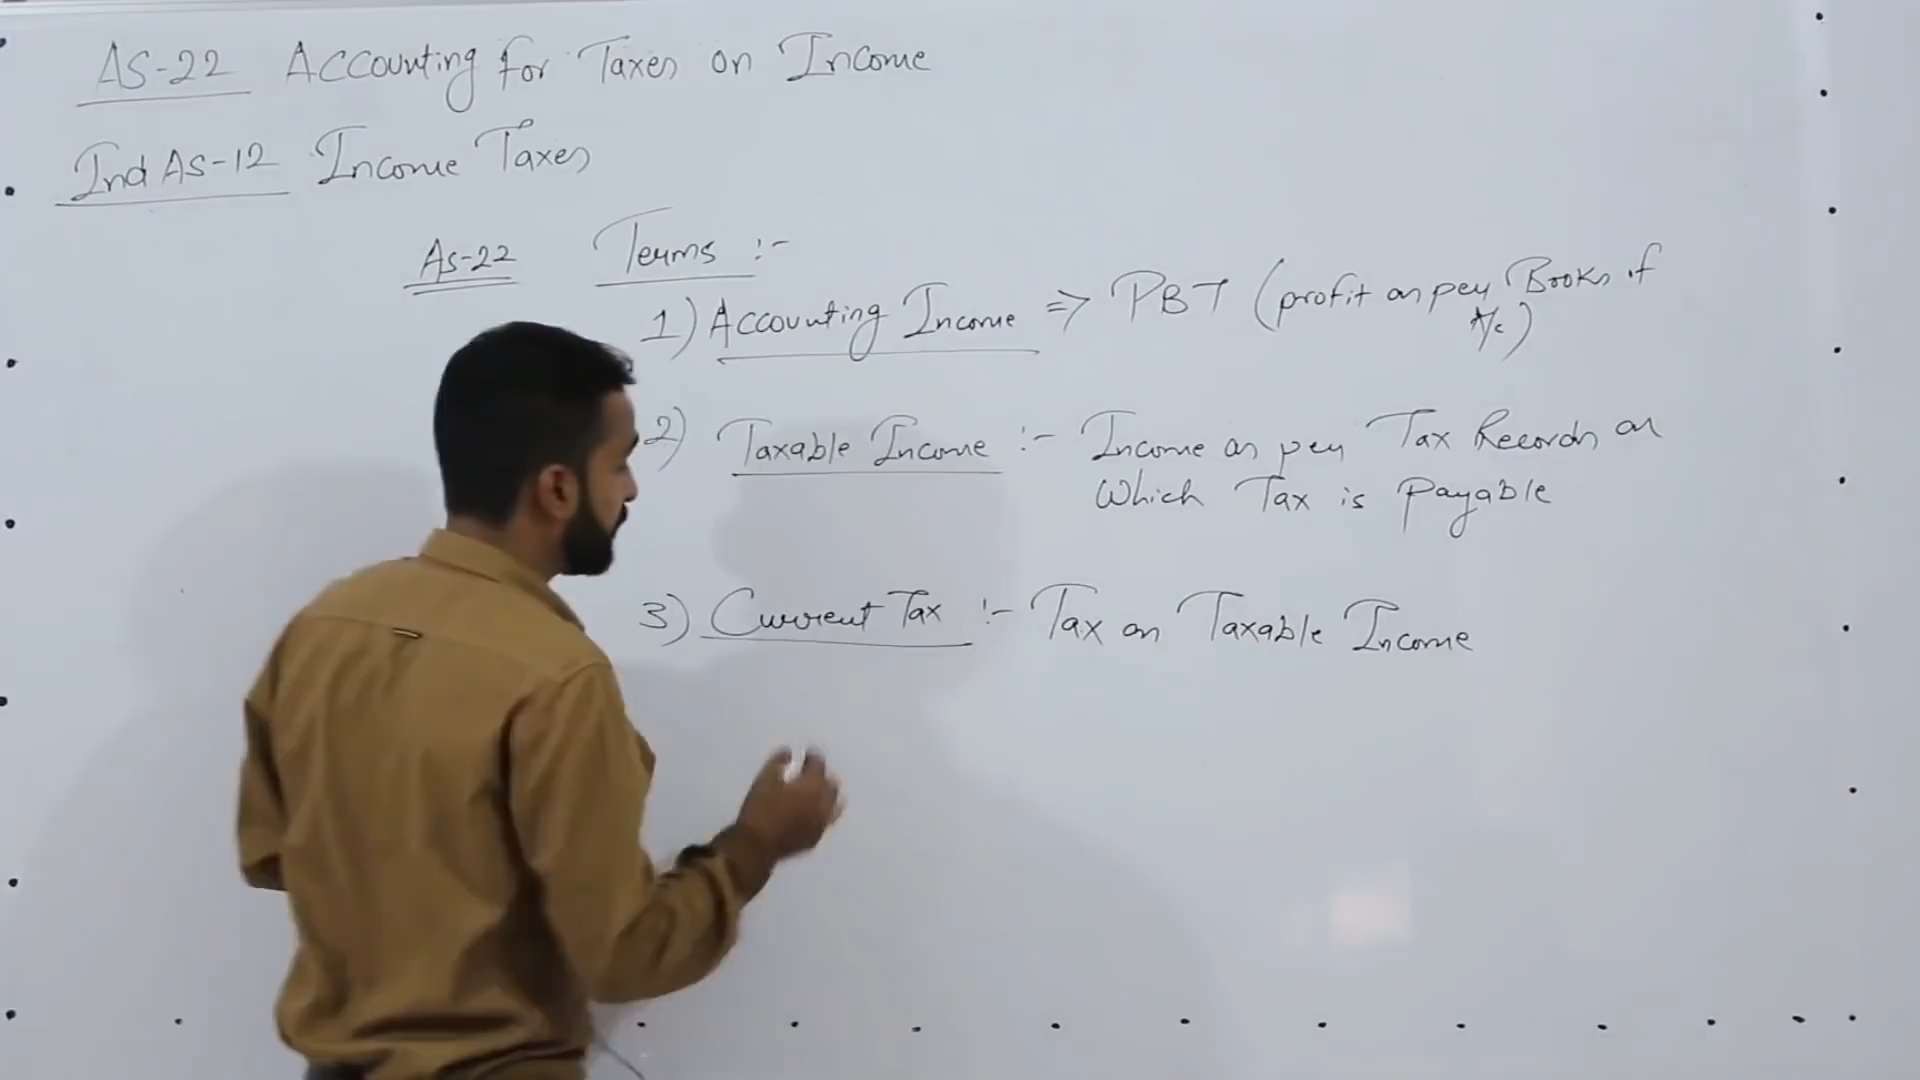 AS-22 Accounting for Taxes on Income
Ind AS-12 Income Taxes
AS-22 Terms :-
1) Accounting Income => PBT (profit as per Books of
A/c)
2) Taxable Income :- Income as per Tax Records on
Which Tax is Payable
3) Current Tax :- Tax on Taxable Income